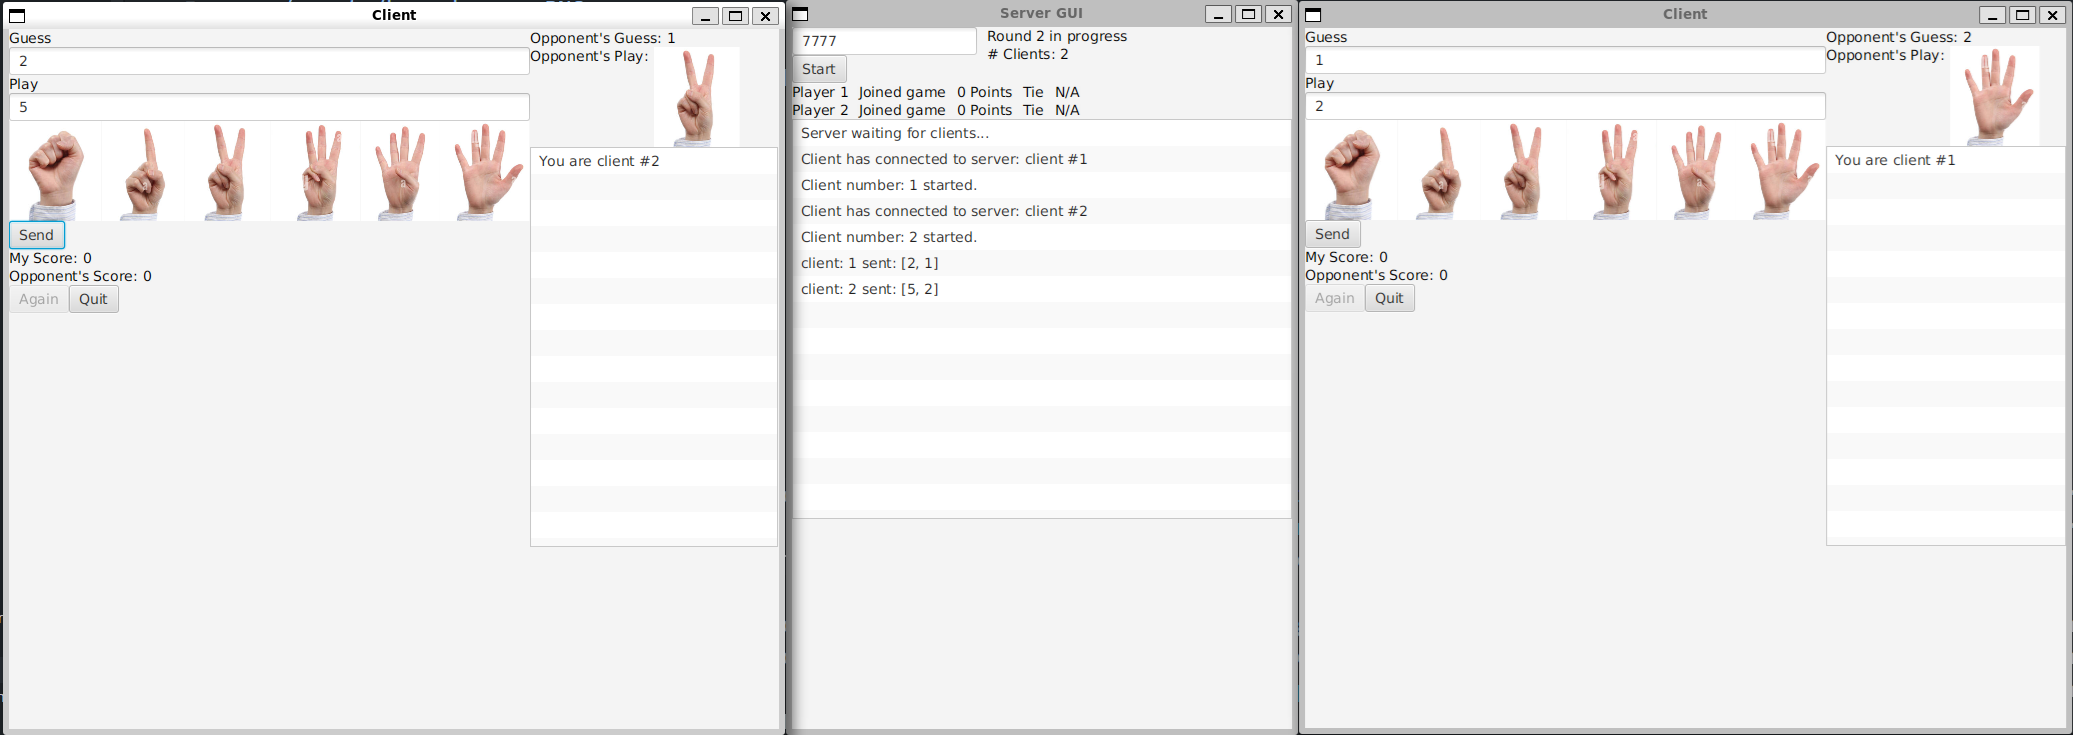 Client
Guess
2
Play
5
Send
My Score: 0
Opponent's Score: 0
Again Quit
Opponent's Guess: 1
Opponent's Play:
You are client #2
Server GUI
7777
Start
Round 2 in progress
# Clients: 2
Player 1 Joined game 0 Points Tie N/A
Player 2 Joined game 0 Points Tie N/A
Server waiting for clients...
Client has connected to server: client #1
Client number: 1 started.
Client has connected to server: client #2
Client number: 2 started.
client: 1 sent: [2, 1]
client: 2 sent: [5, 2]
Client
Guess
1
Play
2
Send
My Score: 0
Opponent's Score: 0
Again Quit
Opponent's Guess: 2
Opponent's Play:
You are client #1